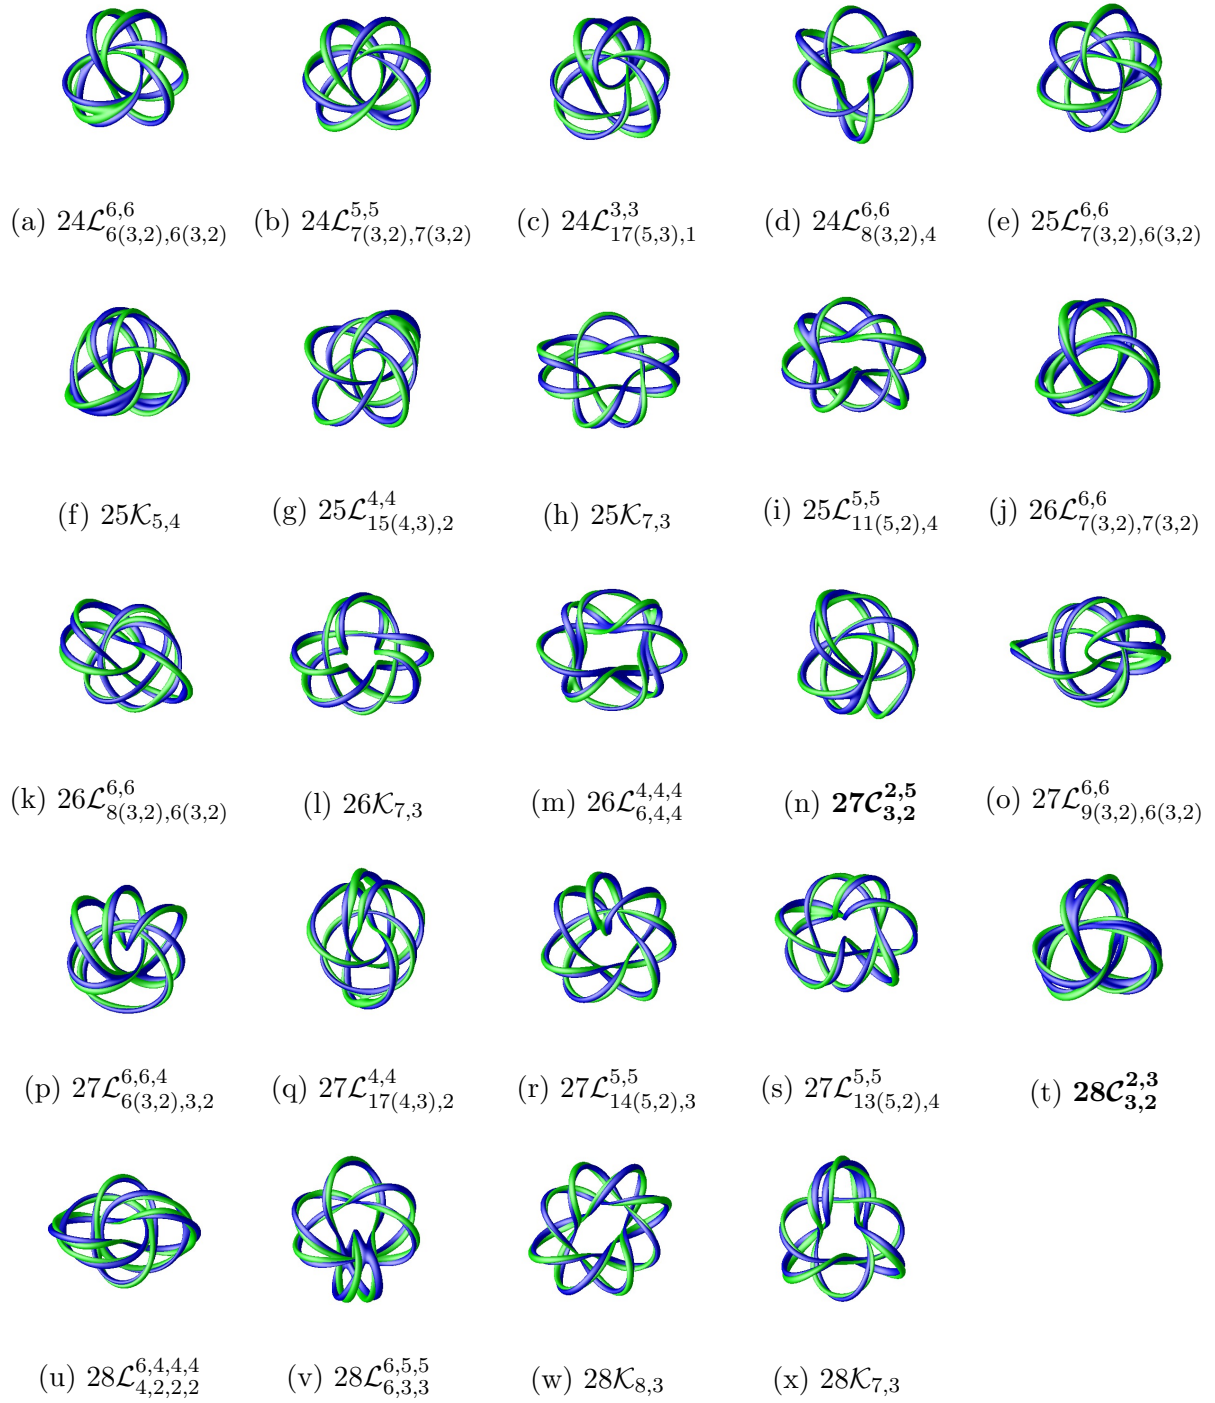 (a) 24ℒ^{6,6}_{6(3,2),6(3,2)} (b) 24ℒ^{5,5}_{7(3,2),7(3,2)} (c) 24ℒ^{3,3}_{17(5,3),1} (d) 24ℒ^{6,6}_{8(3,2),4} (e) 25ℒ^{6,6}_{7(3,2),6(3,2)}
(f) 25𝒦_{5,4} (g) 25ℒ^{4,4}_{15(4,3),2} (h) 25𝒦_{7,3} (i) 25ℒ^{5,5}_{11(5,2),4} (j) 26ℒ^{6,6}_{7(3,2),7(3,2)}
(k) 26ℒ^{6,6}_{8(3,2),6(3,2)} (l) 26𝒦_{7,3} (m) 26ℒ^{4,4,4}_{6,4,4} (n) 27𝒞^{2,5}_{3,2} (o) 27ℒ^{6,6}_{9(3,2),6(3,2)}
(p) 27ℒ^{6,6,4}_{6(3,2),3,2} (q) 27ℒ^{4,4}_{17(4,3),2} (r) 27ℒ^{5,5}_{14(5,2),3} (s) 27ℒ^{5,5}_{13(5,2),4} (t) 28𝒞^{2,3}_{3,2}
(u) 28ℒ^{6,4,4,4}_{4,2,2,2} (v) 28ℒ^{6,5,5}_{6,3,3} (w) 28𝒦_{8,3} (x) 28𝒦_{7,3}